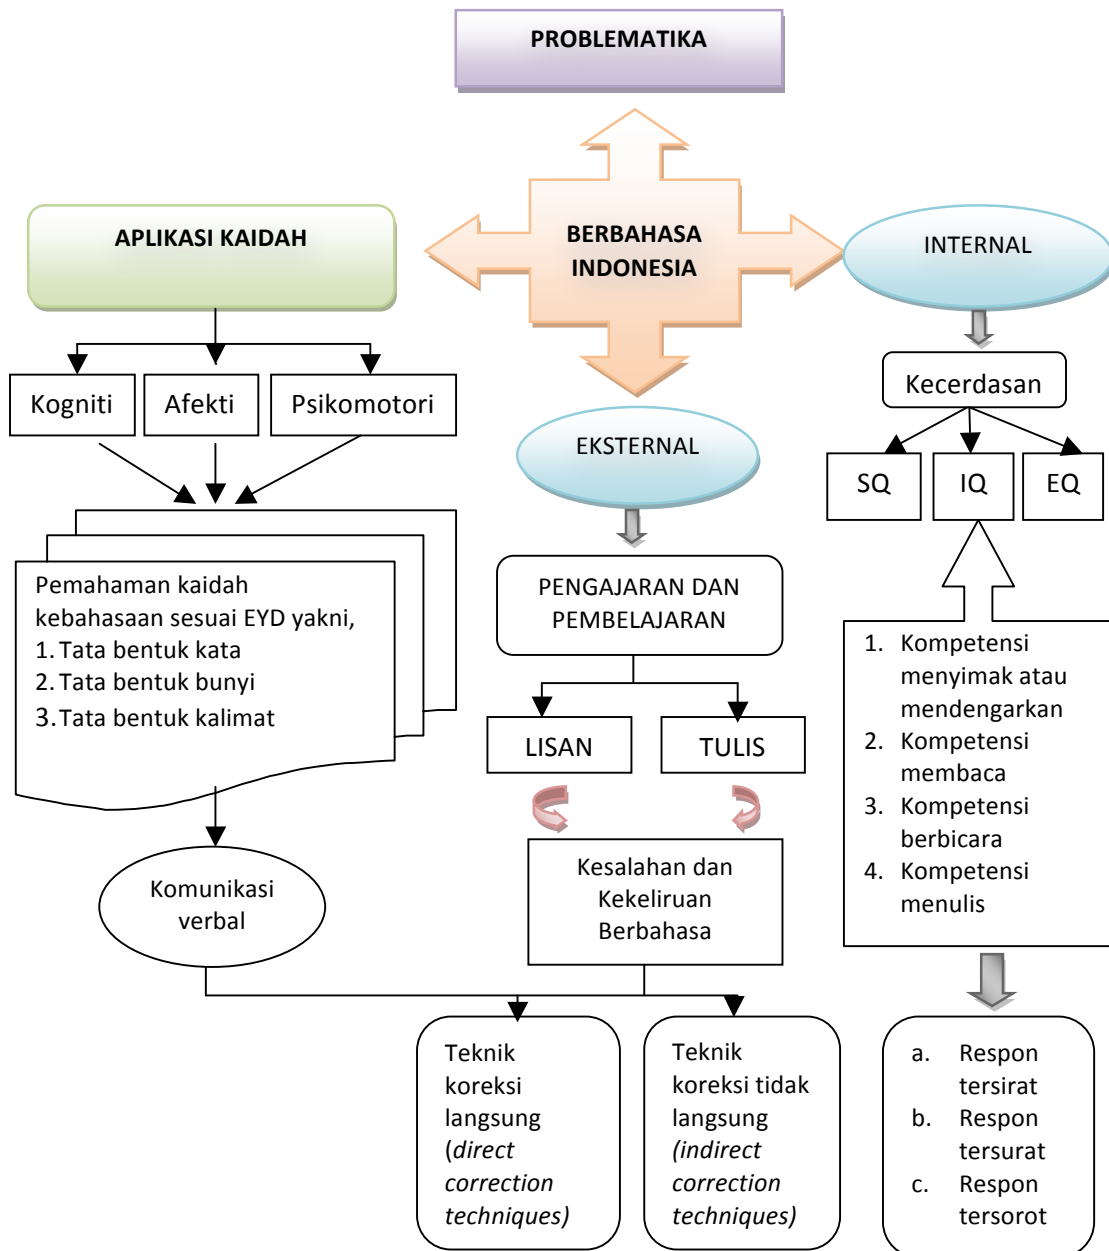 PROBLEMATIKA
BERBAHASA
INDONESIA
APLIKASI KAIDAH
Kogniti
Afekti
Psikomotori
Pemahaman kaidah
kebahasaan sesuai EYD yakni,
1. Tata bentuk kata
2. Tata bentuk bunyi
3. Tata bentuk kalimat
Komunikasi
verbal
EKSTERNAL
PENGAJARAN DAN
PEMBELAJARAN
LISAN
TULIS
Kesalahan dan
Kekeliruan
Berbahasa
Teknik
koreksi
langsung
(direct
correction
techniques)
Teknik
koreksi tidak
langsung
(indirect
correction
techniques)
INTERNAL
Kecerdasan
SQ
IQ
EQ
1. Kompetensi
menyimak atau
mendengarkan
2. Kompetensi
membaca
3. Kompetensi
berbicara
4. Kompetensi
menulis
a. Respon
tersirat
b. Respon
tersurat
c. Respon
tersorot